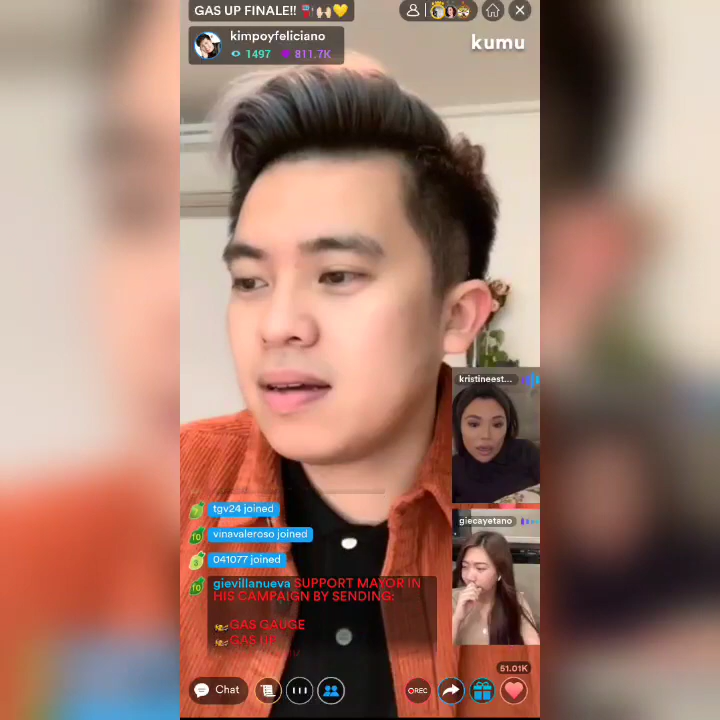 GAS UP FINALE!!
kimpoyfeliciano
1497 811.7K
kumu
kristineest...
giecayetano
tgv24 joined
vinavaleroso joined
041077 joined
gievillanueva SUPPORT MAYOR IN
HIS CAMPAIGN BY SENDING:
GAS GAUGE
GAS UP
51.01K
Chat
REC